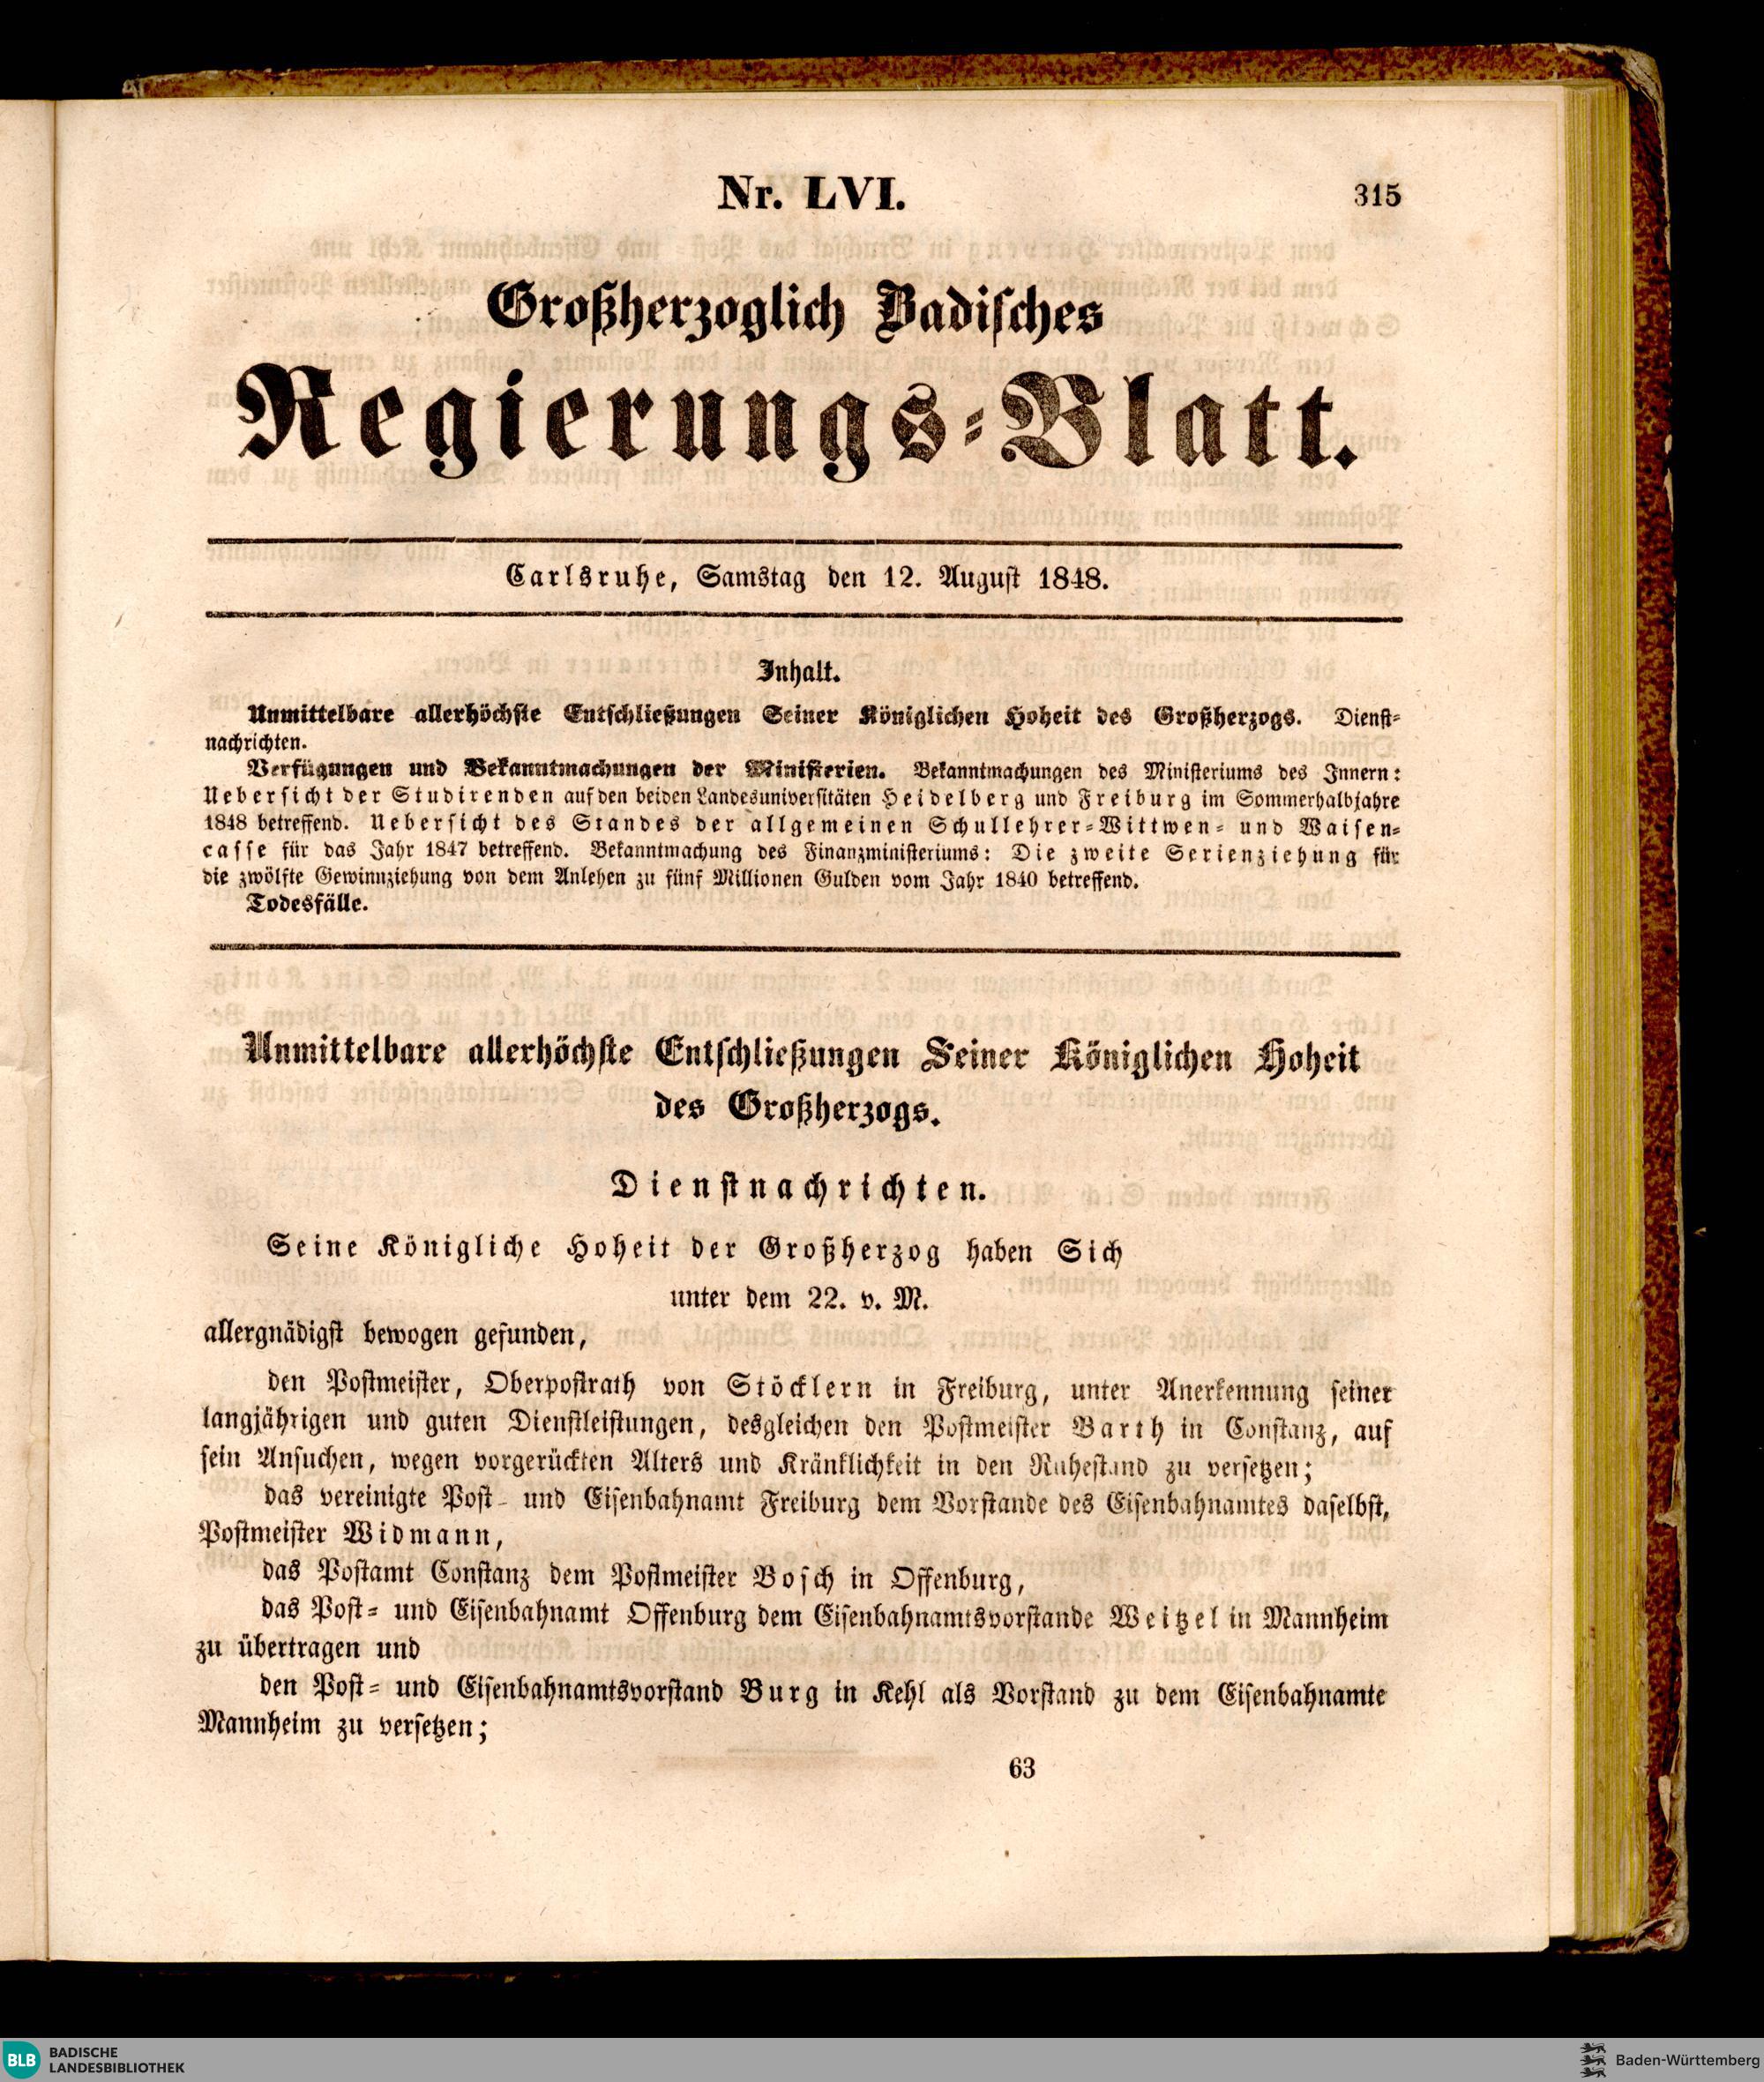 Nr. LVI.
315
Großherzoglich Badisches
Regierungs-Blatt.
Carlsruhe, Samstag den 12. August 1848.
Inhalt.
Unmittelbare allerhöchste Entschließungen Seiner Königlichen Hoheit des Großherzogs. Dienst-
nachrichten.
Verfügungen und Bekanntmachungen der Ministerien. Bekanntmachungen des Ministeriums des Innern:
Uebersicht der Studirenden auf den beiden Landesuniversitäten Heidelberg und Freiburg im Sommerhalbjahre
1848 betreffend. Uebersicht des Standes der allgemeinen Schullehrer-Wittwen- und Waisen-
casse für das Jahr 1847 betreffend. Bekanntmachung des Finanzministeriums: Die zweite Serienziehung für
die zwölfte Gewinnziehung von dem Anlehen zu fünf Millionen Gulden vom Jahr 1840 betreffend.
Todesfälle.
Unmittelbare allerhöchste Entschließungen Seiner Königlichen Hoheit
des Großherzogs.
Dienstnachrichten.
Seine Königliche Hoheit der Großherzog haben Sich
unter dem 22. v. M.
allergnädigst bewogen gefunden,
den Postmeister, Oberpostrath von Stöcklern in Freiburg, unter Anerkennung seiner
langjährigen und guten Dienstleistungen, desgleichen den Postmeister Barth in Constanz, auf
sein Ansuchen, wegen vorgerückten Alters und Kränklichkeit in den Ruhestand zu versetzen;
das vereinigte Post- und Eisenbahnamt Freiburg dem Vorstande des Eisenbahnamtes daselbst,
Postmeister Widmann,
das Postamt Constanz dem Postmeister Bosch in Offenburg,
das Post- und Eisenbahnamt Offenburg dem Eisenbahnamtsvorstande Weitzel in Mannheim
zu übertragen und
den Post- und Eisenbahnamtsvorstand Burg in Kehl als Vorstand zu dem Eisenbahnamte
Mannheim zu versetzen;
63
BLB BADISCHE
LANDESBIBLIOTHEK
Baden-Württemberg